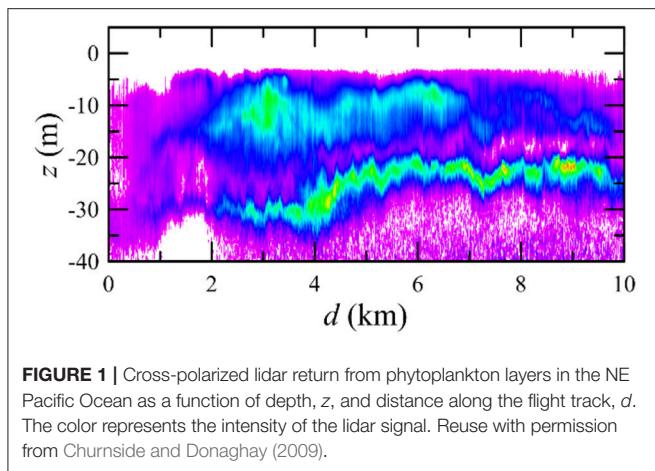 0
-10
-20
-30
-40
z (m)
0 2 4 6 8 10
d (km)
FIGURE 1 | Cross-polarized lidar return from phytoplankton layers in the NE
Pacific Ocean as a function of depth, z, and distance along the flight track, d.
The color represents the intensity of the lidar signal. Reuse with permission
from Churnside and Donaghay (2009).